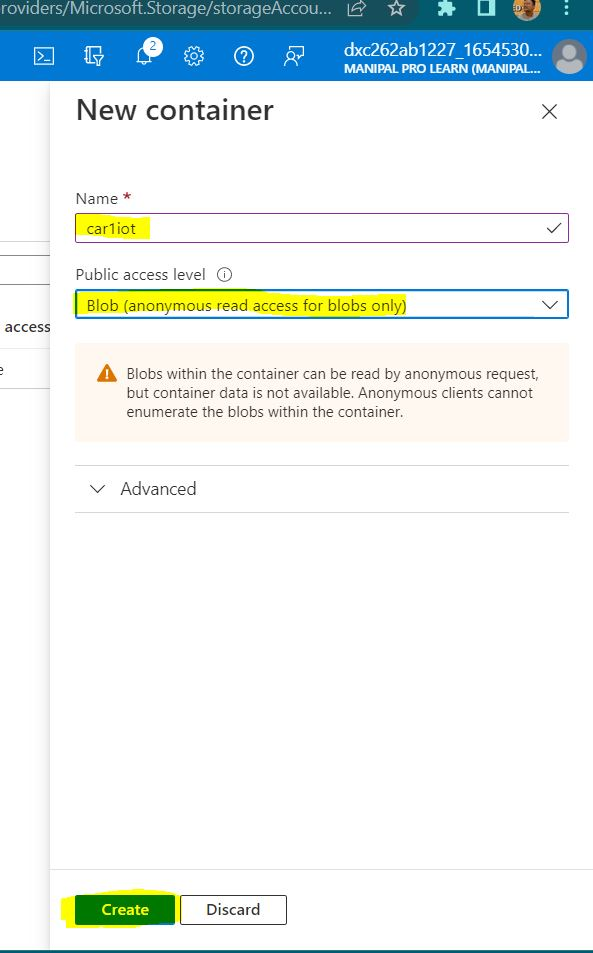 roviders/Microsoft.Storage/storageAccou...
2
dxc262ab1227_1654530...
MANIPAL PRO LEARN (MANIPAL...
New container
Name *
car1iot
Public access level
Blob (anonymous read access for blobs only)
access
e
Blobs within the container can be read by anonymous request,
but container data is not available. Anonymous clients cannot
enumerate the blobs within the container.
Advanced
Create
Discard